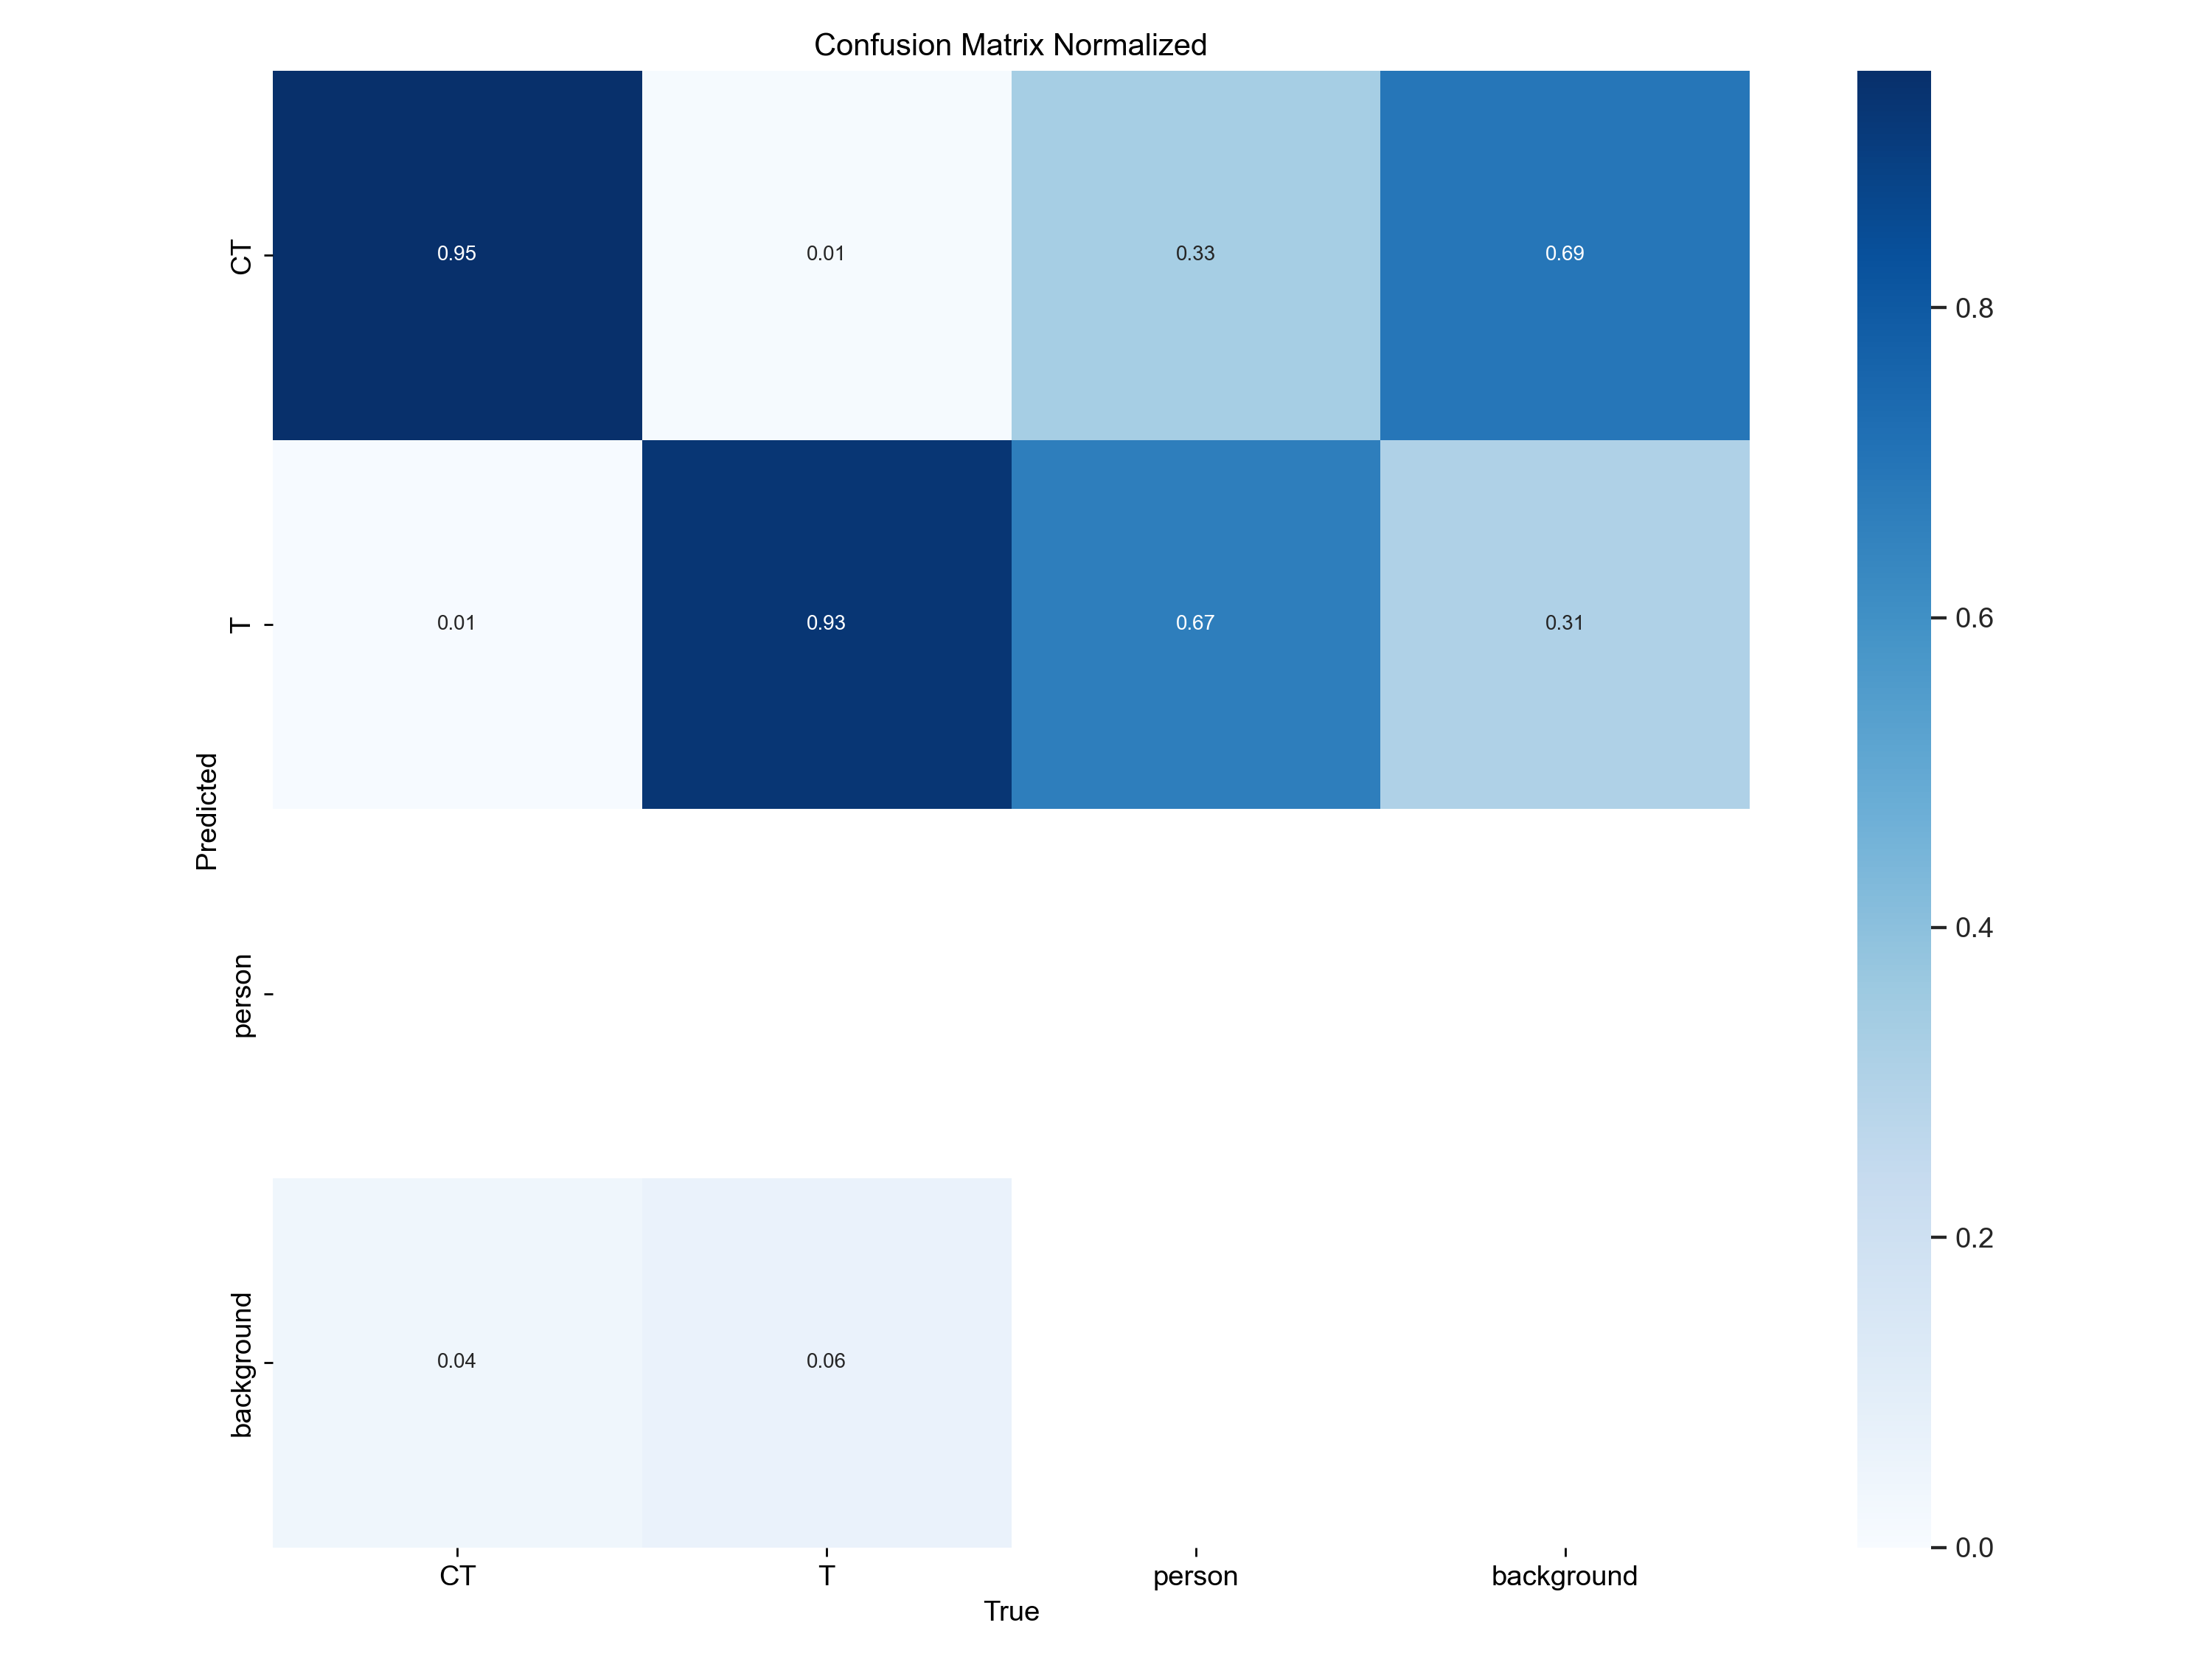 Confusion Matrix Normalized
CT
0.95
0.01
0.33
0.69
T
0.01
0.93
0.67
0.31
Predicted
person
background
0.04
0.06
CT
T
person
background
True
0.8
0.6
0.4
0.2
0.0